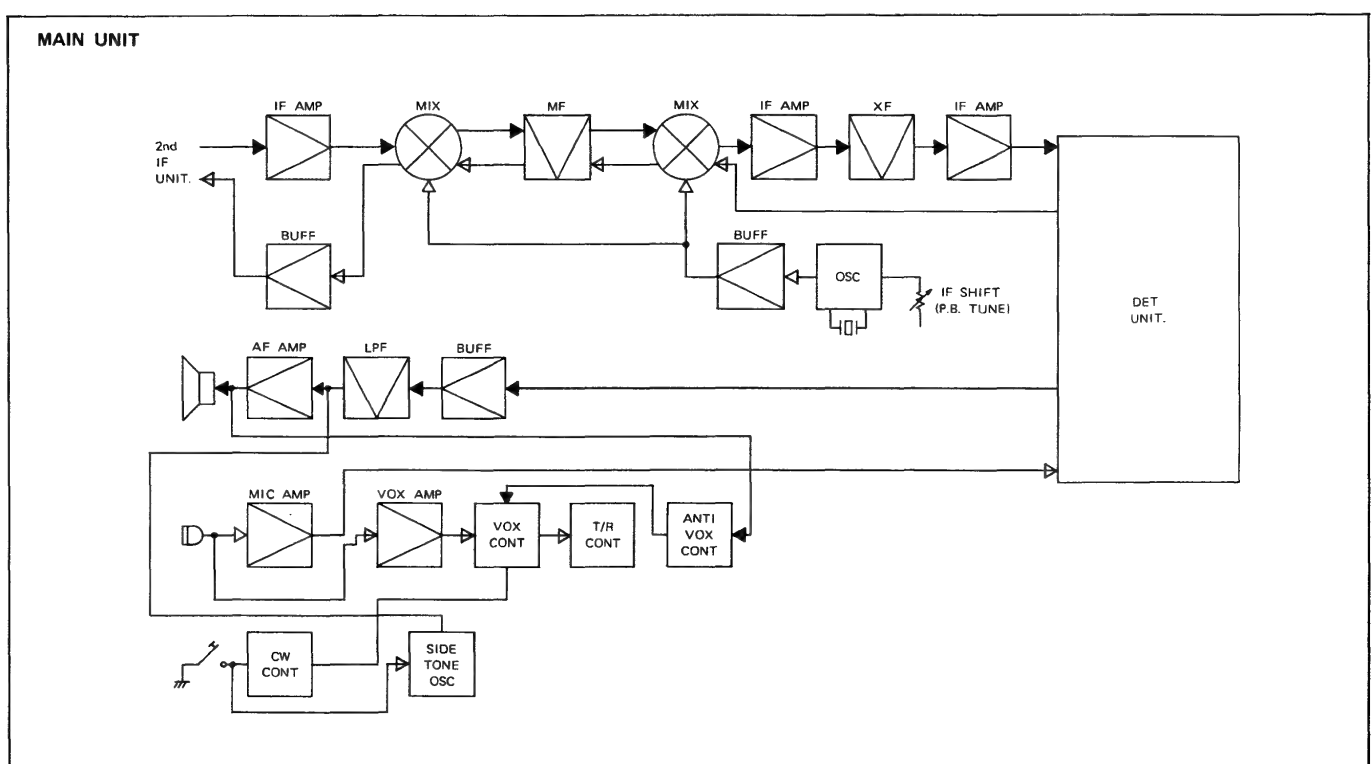 MAIN UNIT
IF AMP
MIX
MF
MIX
IF AMP
XF
IF AMP
2nd
IF
UNIT.
BUFF
BUFF
OSC
IF SHIFT
(P.B. TUNE)
DET
UNIT.
AF AMP
LPF
BUFF
MIC AMP
VOX AMP
VOX
CONT
T/R
CONT
ANTI
VOX
CONT
CW
CONT
SIDE
TONE
OSC